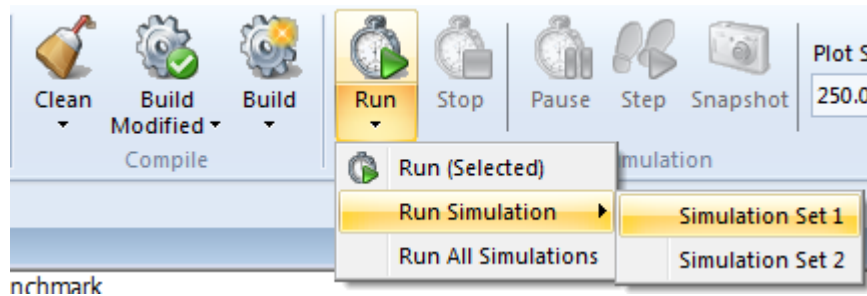 Clean
Build
Modified
Build
Run
Stop
Pause
Step
Snapshot
Plot S
250.0
Compile
mulation
Run (Selected)
Run Simulation
Run All Simulations
Simulation Set 1
Simulation Set 2
nchmark